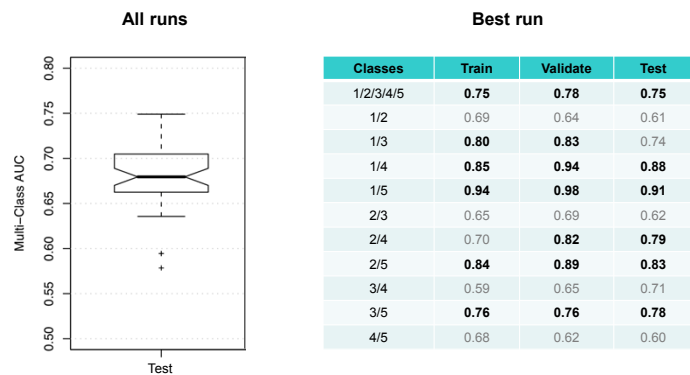 All runs
Best run
0.80
0.75
0.70
0.65
0.60
0.55
0.50
Multi−Class AUC
Test
Classes Train Validate Test
1/2/3/4/5 0.75 0.78 0.75
1/2 0.69 0.64 0.61
1/3 0.80 0.83 0.74
1/4 0.85 0.94 0.88
1/5 0.94 0.98 0.91
2/3 0.65 0.69 0.62
2/4 0.70 0.82 0.79
2/5 0.84 0.89 0.83
3/4 0.59 0.65 0.71
3/5 0.76 0.76 0.78
4/5 0.68 0.62 0.60